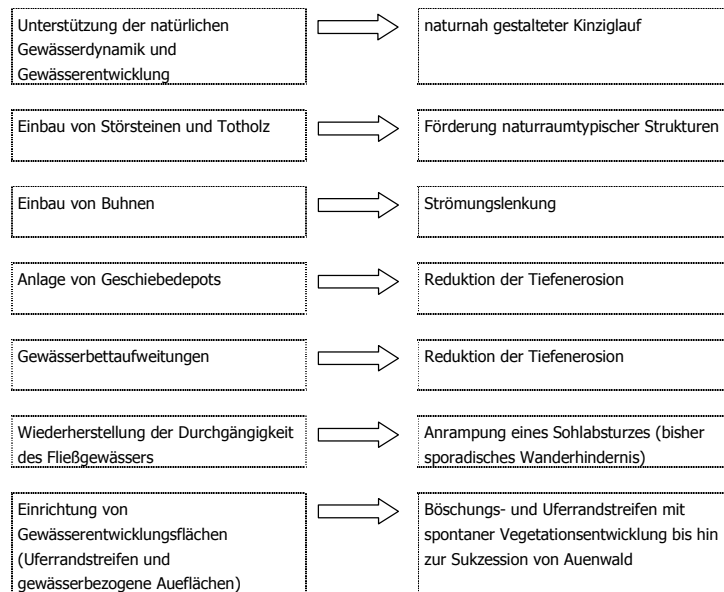 Unterstützung der natürlichen
Gewässerdynamik und
Gewässerentwicklung
naturnah gestalteter Kinziglauf
Einbau von Störsteinen und Totholz
Förderung naturraumtypischer Strukturen
Einbau von Buhnen
Strömungslenkung
Anlage von Geschiebedepots
Reduktion der Tiefenerosion
Gewässerbettaufweitungen
Reduktion der Tiefenerosion
Wiederherstellung der Durchgängigkeit
des Fließgewässers
Anrampung eines Sohlabsturzes (bisher
sporadisches Wanderhindernis)
Einrichtung von
Gewässerentwicklungsflächen
(Uferrandstreifen und
gewässerbezogene Aueflächen)
Böschungs- und Uferrandstreifen mit
spontaner Vegetationsentwicklung bis hin
zur Sukzession von Auenwald